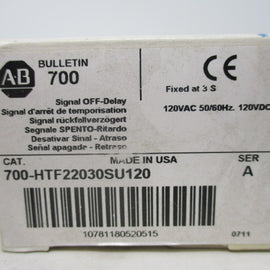 AB
BULLETIN
700
CE
Signal OFF-Delay
Signal d'arrêt de temporisation
Signal rückfallverzögert
Segnale SPENTO-Ritardo
Desativar Sinal - Atraso
Señal apagade - Retraso
Fixed at 3 S
120VAC 50/60Hz. 120VDC
CAT.
MADE IN USA
SER
700-HTF22030SU120
A
10781180520515
0711